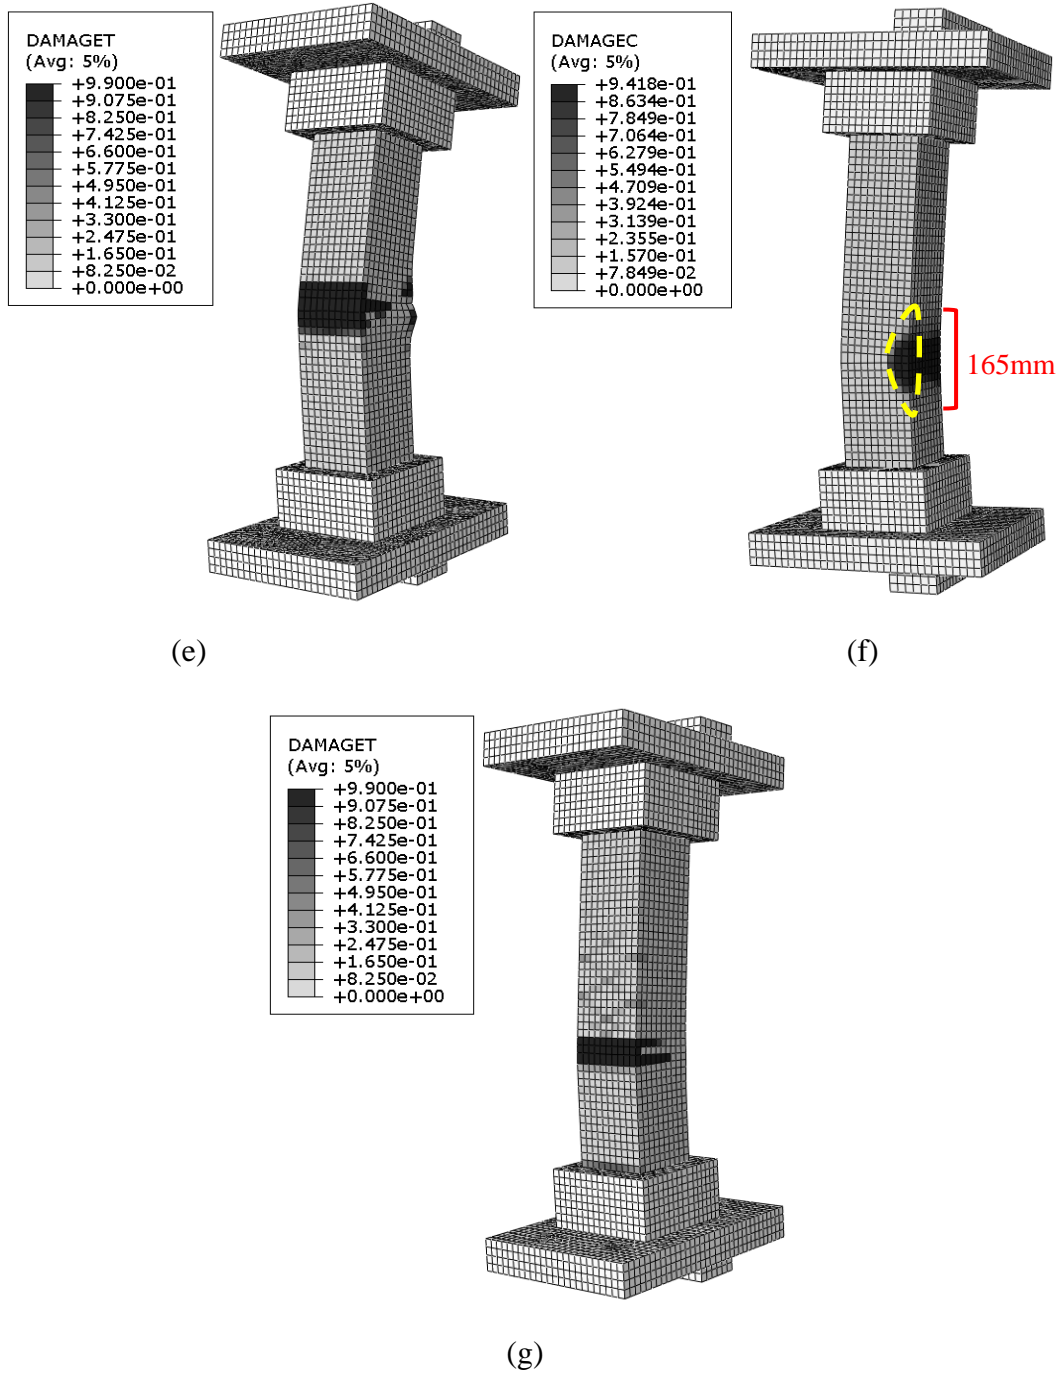 DAMAGET
(Avg: 5%)
+9.900e-01
+9.075e-01
+8.250e-01
+7.425e-01
+6.600e-01
+5.775e-01
+4.950e-01
+4.125e-01
+3.300e-01
+2.475e-01
+1.650e-01
+8.250e-02
+0.000e+00
DAMAGEC
(Avg: 5%)
+9.418e-01
+8.634e-01
+7.849e-01
+7.064e-01
+6.279e-01
+5.494e-01
+4.709e-01
+3.924e-01
+3.139e-01
+2.355e-01
+1.570e-01
+7.849e-02
+0.000e+00
165mm
(e)
(f)
DAMAGET
(Avg: 5%)
+9.900e-01
+9.075e-01
+8.250e-01
+7.425e-01
+6.600e-01
+5.775e-01
+4.950e-01
+4.125e-01
+3.300e-01
+2.475e-01
+1.650e-01
+8.250e-02
+0.000e+00
(g)